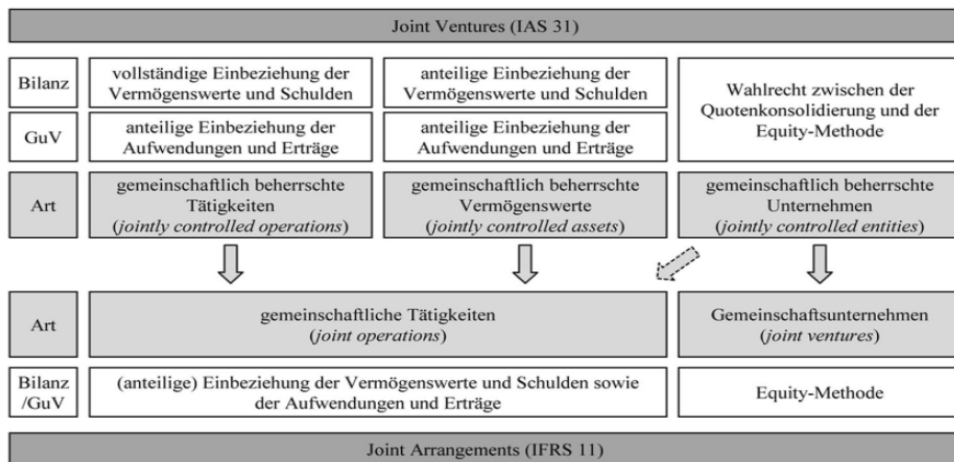 Joint Ventures (IAS 31)
Bilanz
vollständige Einbeziehung der
Vermögenswerte und Schulden
anteilige Einbeziehung der
Vermögenswerte und Schulden
Wahlrecht zwischen der
Quotenkonsolidierung und der
Equity-Methode
GuV
anteilige Einbeziehung der
Aufwendungen und Erträge
anteilige Einbeziehung der
Aufwendungen und Erträge
Art
gemeinschaftlich beherrschte
Tätigkeiten
(jointly controlled operations)
gemeinschaftlich beherrschte
Vermögenswerte
(jointly controlled assets)
gemeinschaftlich beherrschte
Unternehmen
(jointly controlled entities)
Art
gemeinschaftliche Tätigkeiten
(joint operations)
Gemeinschaftsunternehmen
(joint ventures)
Bilanz
/GuV
(anteilige) Einbeziehung der Vermögenswerte und Schulden sowie
der Aufwendungen und Erträge
Equity-Methode
Joint Arrangements (IFRS 11)